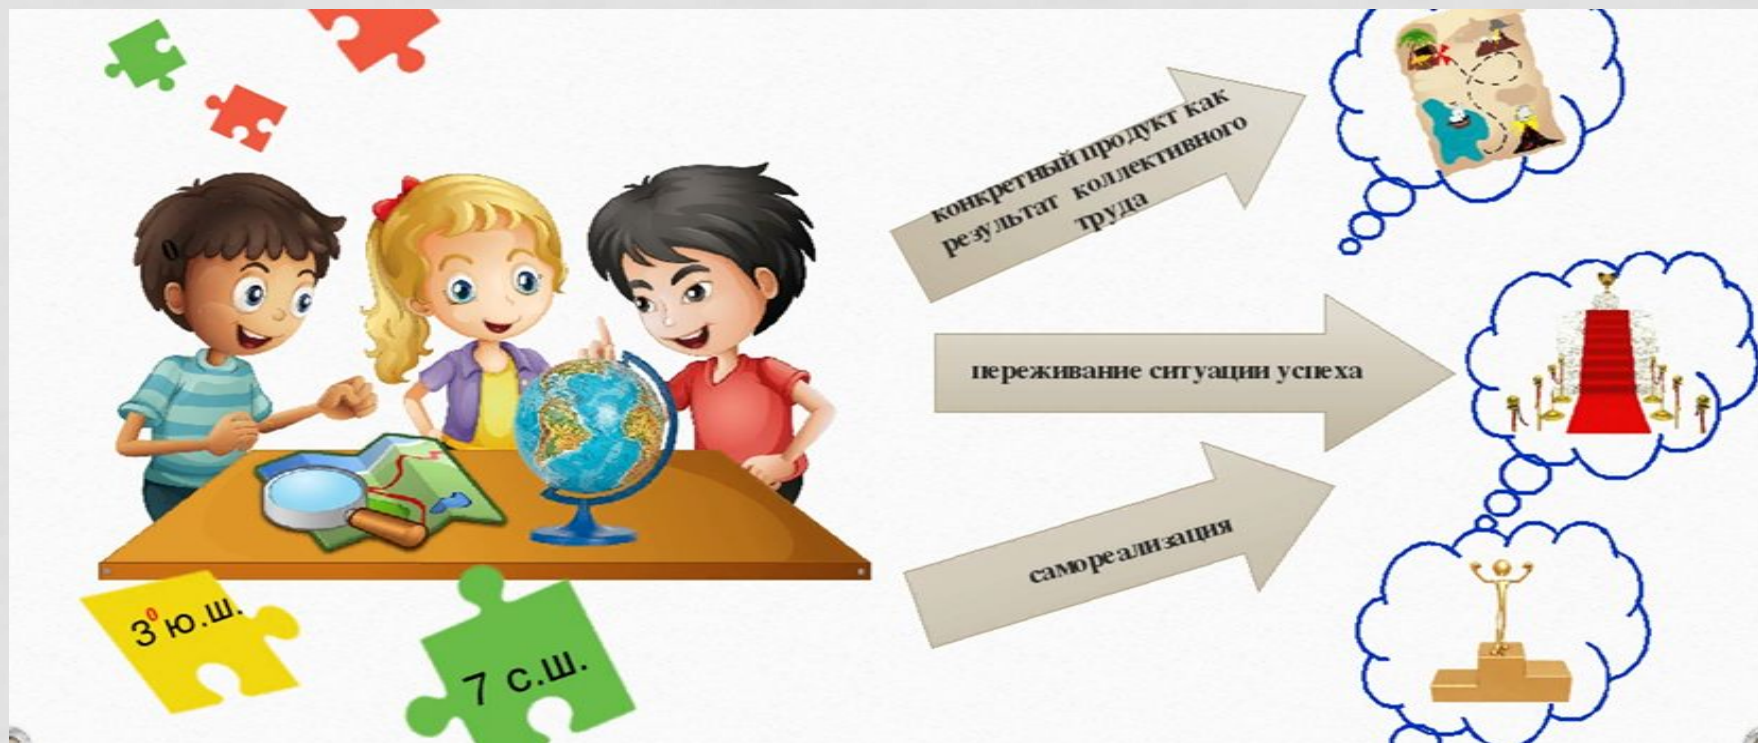 конкретный продукт как
результат коллективного
труда
переживание ситуации успеха
самореализация
3⁰ ю.ш.
7 с.ш.